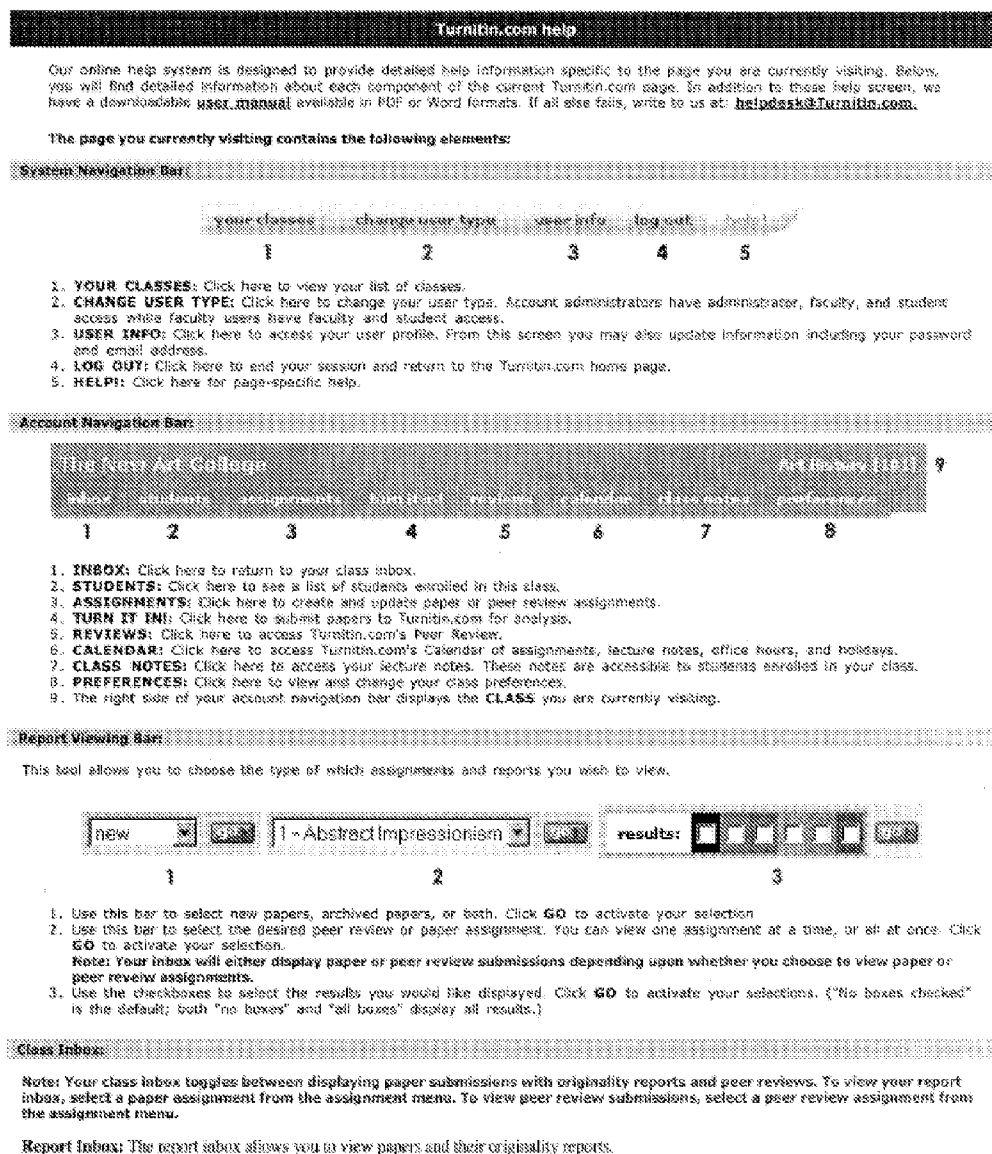 Turnitin.com help
Our online help system is designed to provide detailed help information specific to the page you are currently visiting. Below,
you will find detailed information about each component of the current Turnitin.com page. In addition to these help screen, we
have a downloadable user manual available in PDF or Word formats. If all else fails, write to us at: helpdesk@Turnitin.com.
The page you currently visiting contains the following elements:
System Navigation Bar:
your classes change user type user info log out help!
1 2 3 4 5
1. YOUR CLASSES: Click here to view your list of classes.
2. CHANGE USER TYPE: Click here to change your user type. Account administrators have administrator, faculty, and student
access while faculty users have faculty and student access.
3. USER INFO: Click here to access your user profile. From this screen you may also update information including your password
and email address.
4. LOG OUT: Click here to end your session and return to the Turnitin.com home page.
5. HELP!: Click here for page-specific help.
Account Navigation Bar:
The New Art College Art History [101] 9
inbox students assignments turn it in! reviews calendar class notes preferences
1 2 3 4 5 6 7 8
1. INBOX: Click here to return to your class inbox.
2. STUDENTS: Click here to see a list of students enrolled in this class.
3. ASSIGNMENTS: Click here to create and update paper or peer review assignments.
4. TURN IT IN!: Click here to submit papers to Turnitin.com for analysis.
5. REVIEWS: Click here to access Turnitin.com's Peer Review.
6. CALENDAR: Click here to access Turnitin.com's Calendar of assignments, lecture notes, office hours, and holidays.
7. CLASS NOTES: Click here to access your lecture notes. These notes are accessible to students enrolled in your class.
8. PREFERENCES: Click here to view and change your class preferences.
9. The right side of your account navigation bar displays the CLASS you are currently visiting.
Report Viewing Bar:
This tool allows you to choose the type of which assignments and reports you wish to view.
new 1 - Abstract Impressionism results:
1 2 3
1. Use this bar to select new papers, archived papers, or both. Click GO to activate your selection
2. Use this bar to select the desired peer review or paper assignment. You can view one assignment at a time, or all at once. Click
GO to activate your selection.
Note: Your inbox will either display paper or peer review submissions depending upon whether you choose to view paper or
peer reveiw assignments.
3. Use the checkboxes to select the results you would like displayed. Click GO to activate your selections. ("No boxes checked"
is the default; both "no boxes" and "all boxes" display all results.)
Class Inbox:
Note: Your class inbox toggles between displaying paper submissions with originality reports and peer reviews. To view your report
inbox, select a paper assignment from the assignment menu. To view peer review submissions, select a peer review assignment from
the assignment menu.
Report Inbox: The report inbox allows you to view papers and their originality reports.